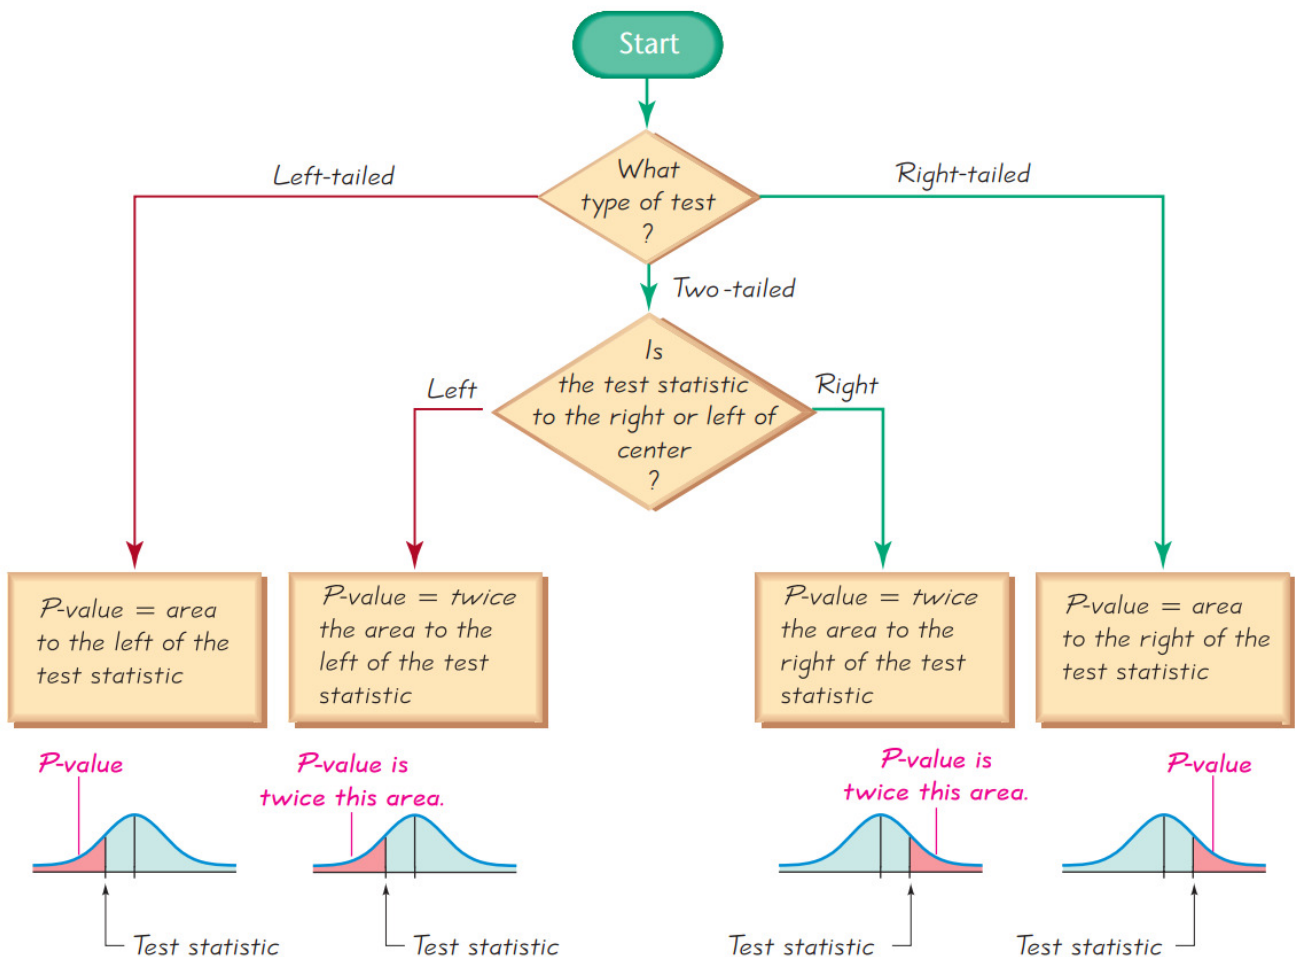 Start
What
type of test
?
Left-tailed
Right-tailed
Two-tailed
Is
the test statistic
to the right or left of
center
?
Left
Right
P-value = area
to the left of the
test statistic
P-value = twice
the area to the
left of the test
statistic
P-value = twice
the area to the
right of the test
statistic
P-value = area
to the right of the
test statistic
P-value
P-value is
twice this area.
P-value is
twice this area.
P-value
Test statistic
Test statistic
Test statistic
Test statistic